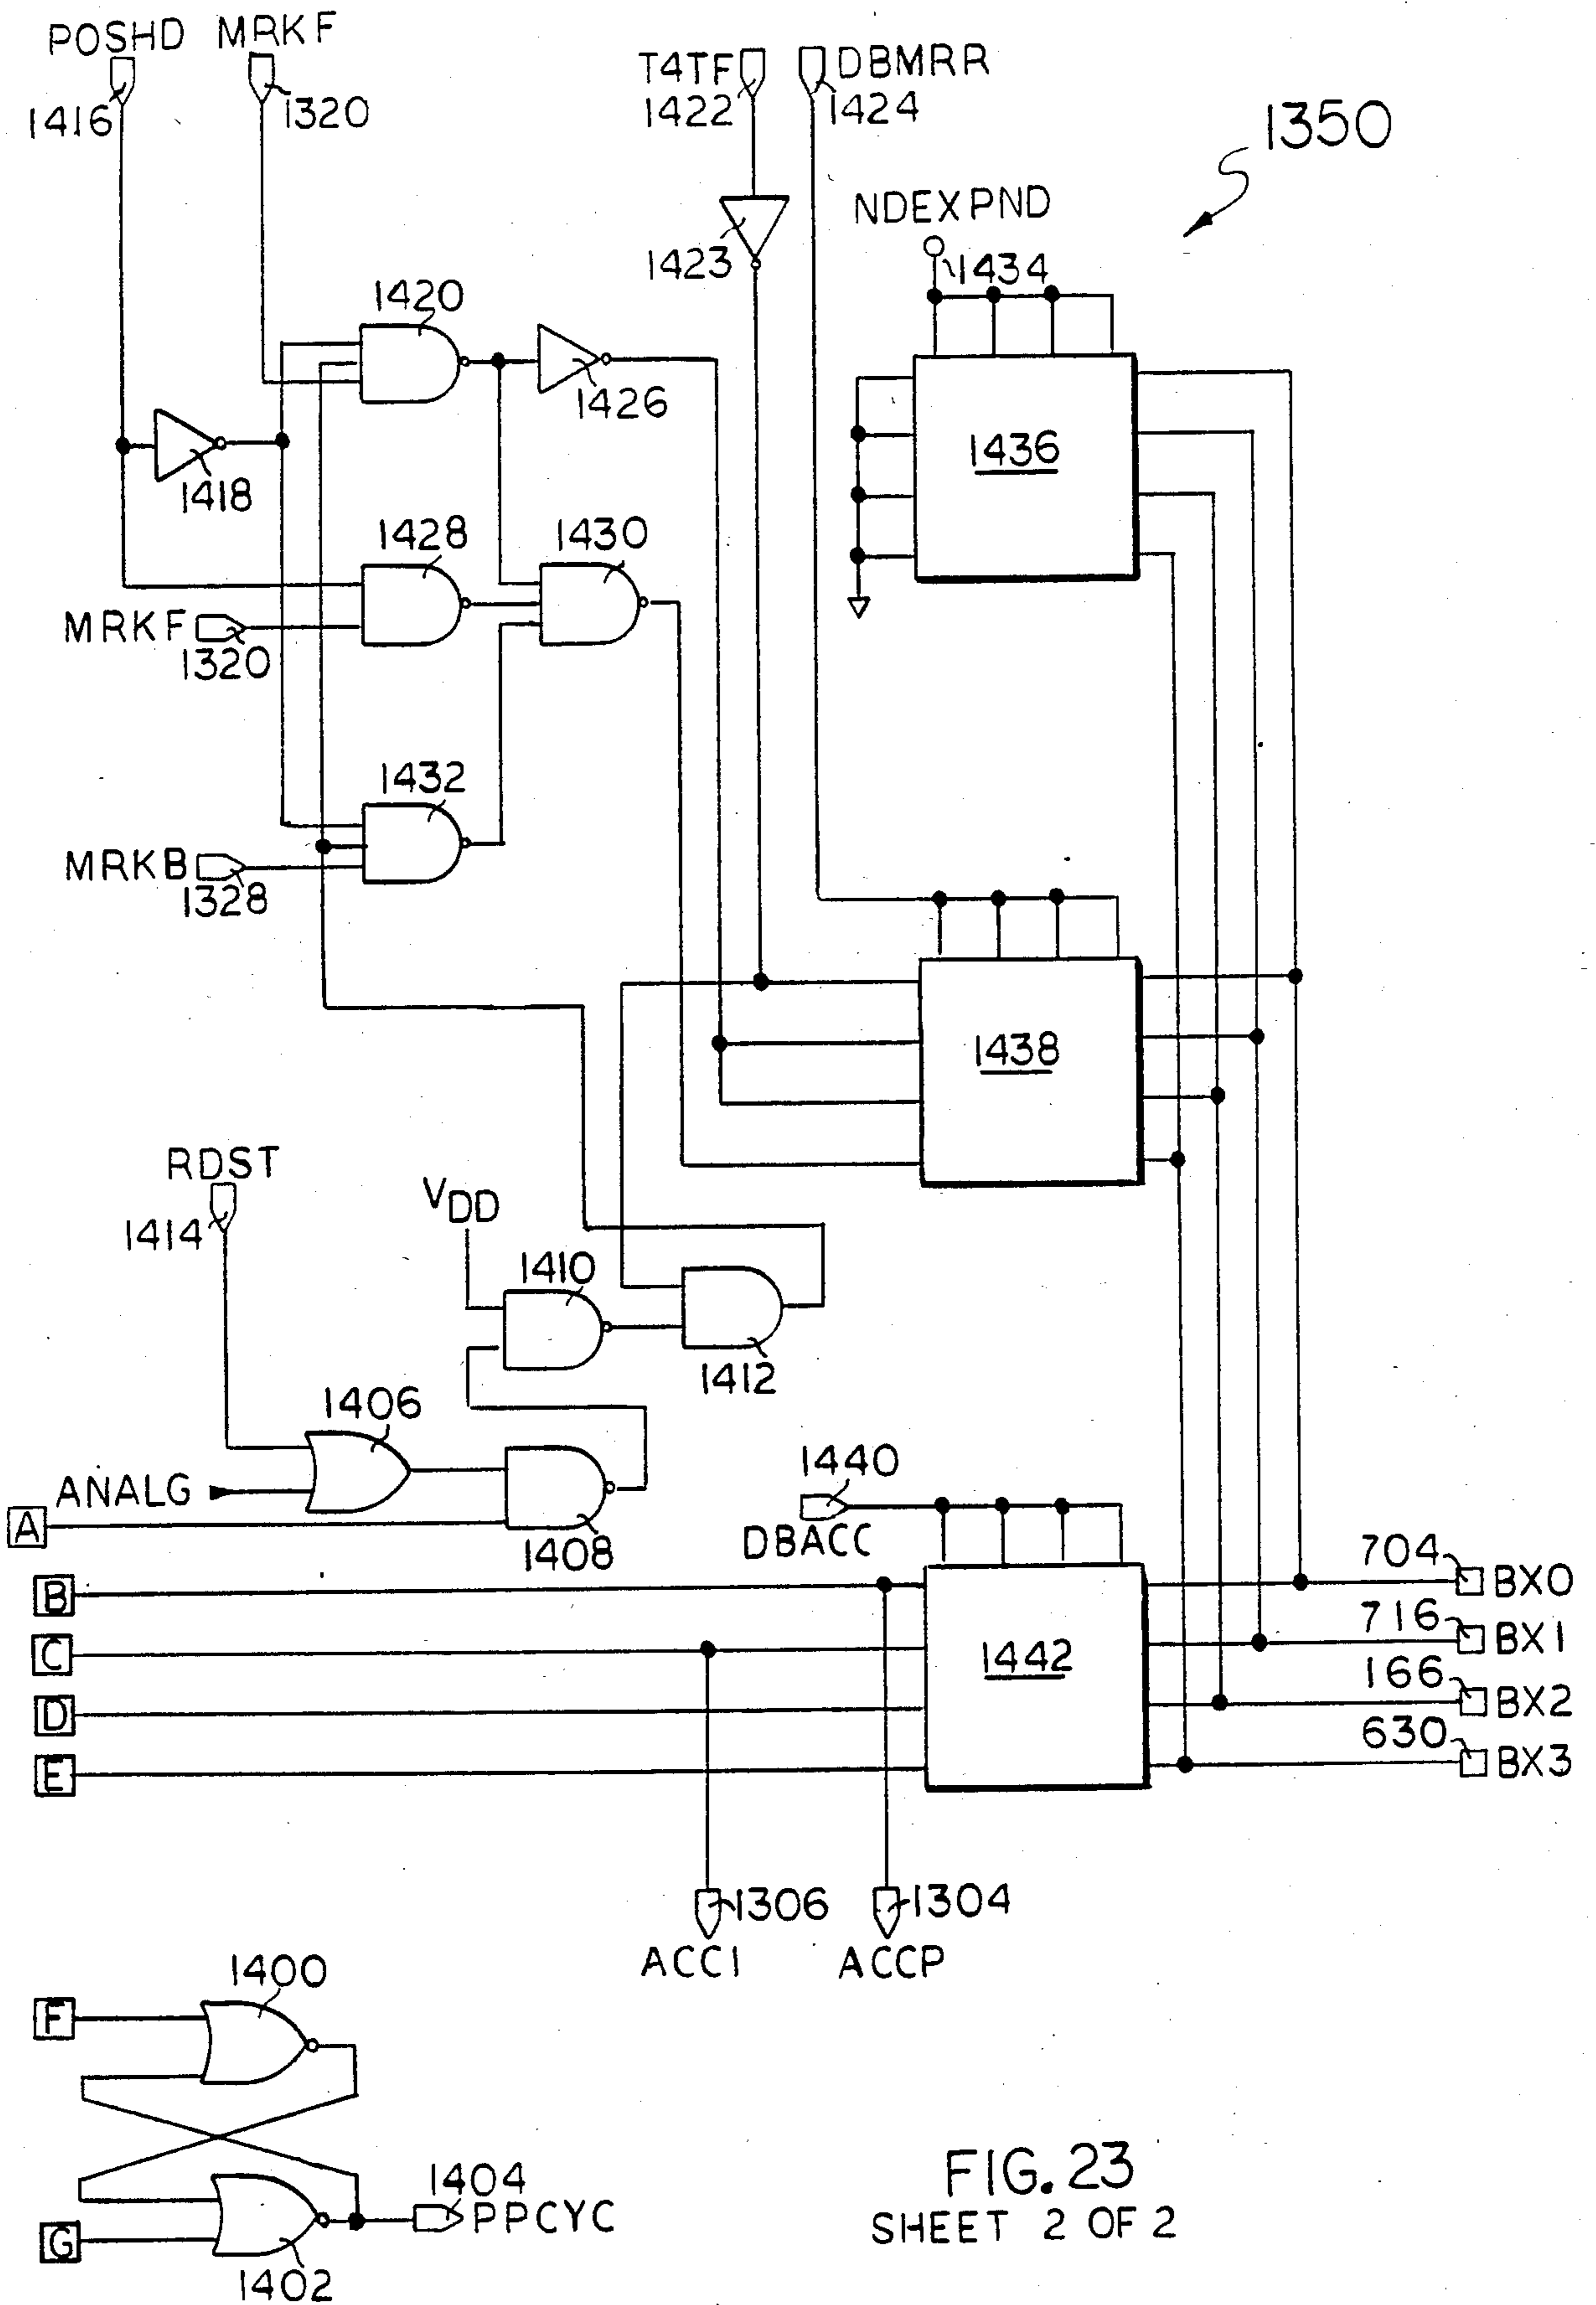 POSHD MRKF
1416
1320
T4TF DBMRR
1422
1424
1350
1423
NDEXPND
1434
1420
1426
1436
1418
1428
1430
MRKF
1320
1432
MRKB
1328
1438
RDST
1414
VDD
1410
1412
1406
ANALG
A
1408
1440
DBACC
B
C
D
E
1442
704
BX0
716
BX1
166
BX2
630
BX3
1306
1304
ACC1
ACCP
1400
F
G
1402
1404
PPCYC
FIG. 23
SHEET 2 OF 2